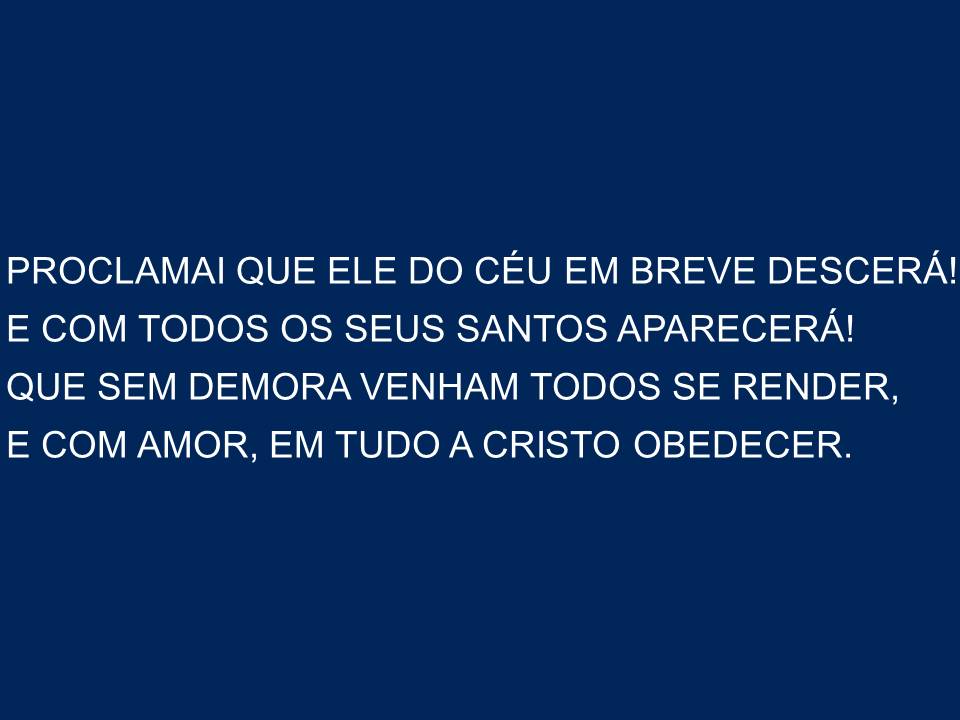 PROCLAMAI QUE ELE DO CÉU EM BREVE DESCERÁ!
E COM TODOS OS SEUS SANTOS APARECERÁ!
QUE SEM DEMORA VENHAM TODOS SE RENDER,
E COM AMOR, EM TUDO A CRISTO OBEDECER.